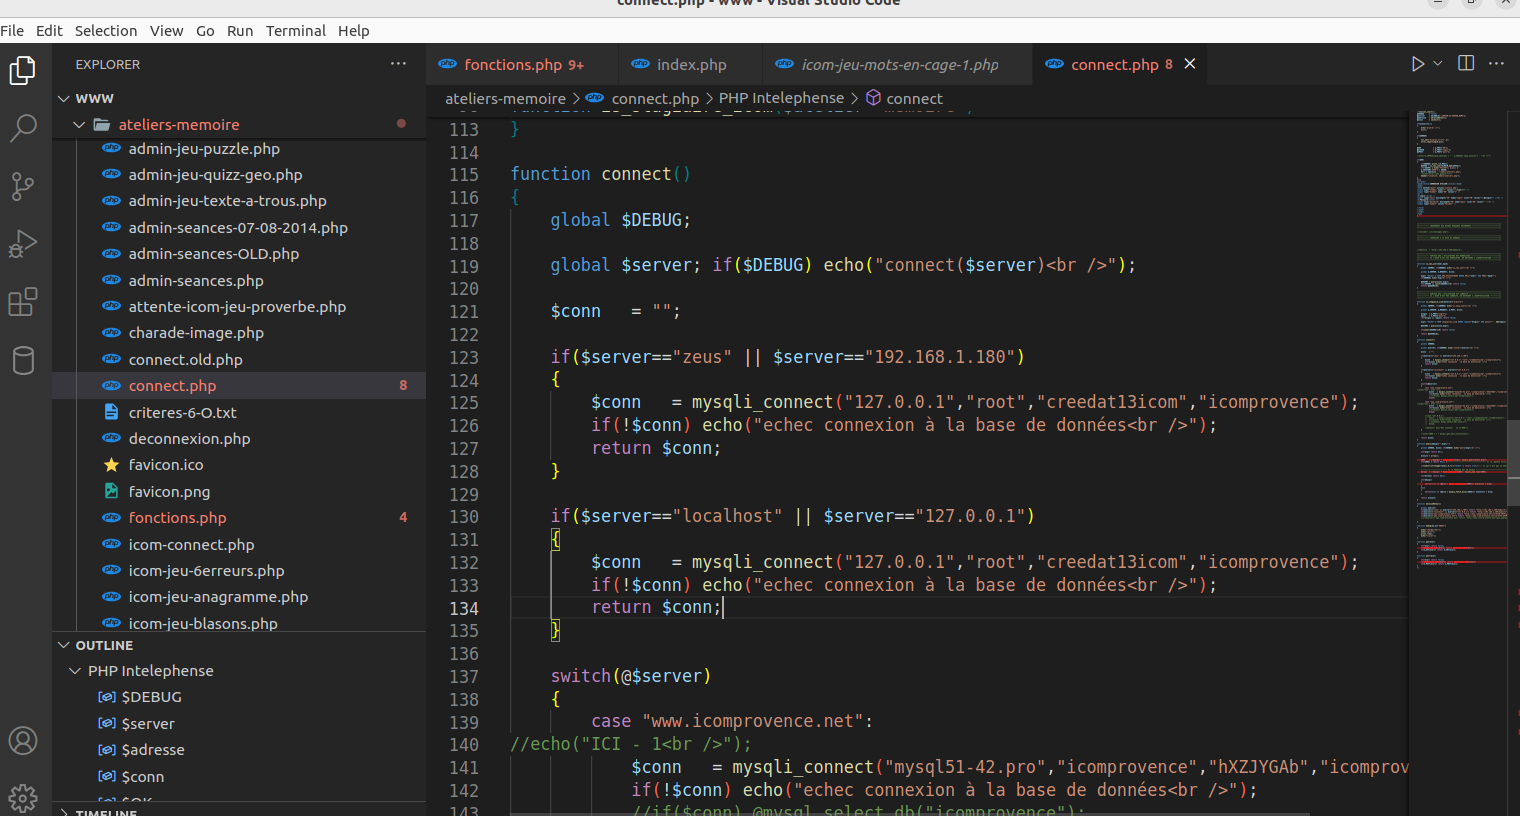 connect.php - www - Visual Studio Code
File Edit Selection View Go Run Terminal Help
EXPLORER
WWW
ateliers-memoire
admin-jeu-puzzle.php
admin-jeu-quizz-geo.php
admin-jeu-texte-a-trous.php
admin-seances-07-08-2014.php
admin-seances-OLD.php
admin-seances.php
attente-icom-jeu-proverbe.php
charade-image.php
connect.old.php
connect.php 8
criteres-6-O.txt
deconnexion.php
favicon.ico
favicon.png
fonctions.php 4
icom-connect.php
icom-jeu-6erreurs.php
icom-jeu-anagramme.php
icom-jeu-blasons.php
OUTLINE
PHP Intelephense
$DEBUG
$server
$adresse
$conn
$OK
TIMELINE
fonctions.php 9+
index.php
icom-jeu-mots-en-cage-1.php
connect.php 8
ateliers-memoire > connect.php > PHP Intelephense > connect
113 }
114
115 function connect()
116 {
117 global $DEBUG;
118
119 global $server; if($DEBUG) echo("connect($server)<br />");
120
121 $conn = "";
122
123 if($server=="zeus" || $server=="192.168.1.180")
124 {
125 $conn = mysqli_connect("127.0.0.1","root","creedat13icom","icomprovence");
126 if(!$conn) echo("echec connexion à la base de données<br />");
127 return $conn;
128 }
129
130 if($server=="localhost" || $server=="127.0.0.1")
131 {
132 $conn = mysqli_connect("127.0.0.1","root","creedat13icom","icomprovence");
133 if(!$conn) echo("echec connexion à la base de données<br />");
134 return $conn;
135 }
136
137 switch(@$server)
138 {
139 case "www.icomprovence.net":
140 //echo("ICI - 1<br />");
141 $conn = mysqli_connect("mysql51-42.pro","icomprovence","hXZJYGAb","icomprov
142 if(!$conn) echo("echec connexion à la base de données<br />");
143 //if($conn) @mysql_select_db("icomprovence");